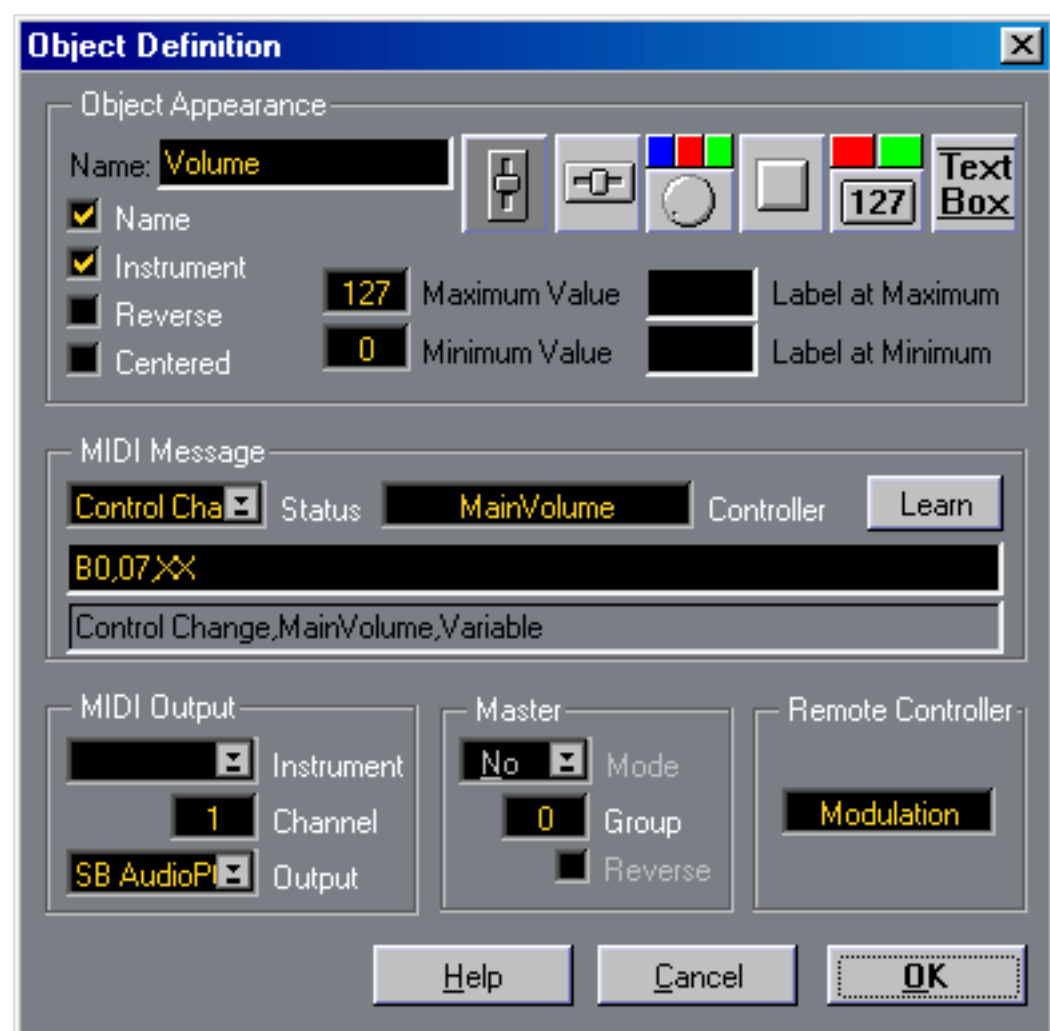 Object Definition
Object Appearance
Name: Volume
Name
Instrument
Reverse
Centered
127
Text
Box
127 Maximum Value
Label at Maximum
0 Minimum Value
Label at Minimum
MIDI Message
Control Cha Status
MainVolume Controller
Learn
B0,07,XX
Control Change,MainVolume,Variable
MIDI Output
Instrument
1 Channel
SB AudioP Output
Master
No Mode
0 Group
Reverse
Remote Controller
Modulation
Help
Cancel
OK